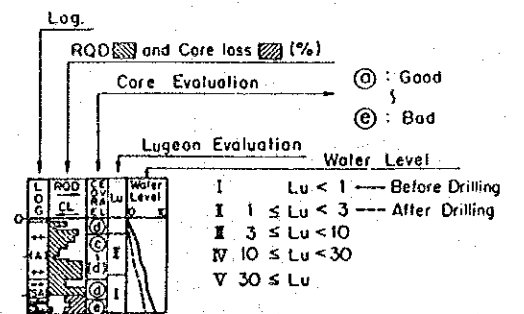 Log.
RQD and Core loss (%)
Core Evaluation
ⓐ : Good
ⓔ : Bad
Lugeon Evaluation
Water Level
I Lu < 1 Before Drilling
II 1 ≤ Lu < 3 After Drilling
III 3 ≤ Lu < 10
IV 10 ≤ Lu < 30
V 30 ≤ Lu
LOG
RQD
CL
Lu
Water Level
O
ⓓ
ⓒ
II
(A)
ⓓ
ⓓ
I
SA
ⓔ